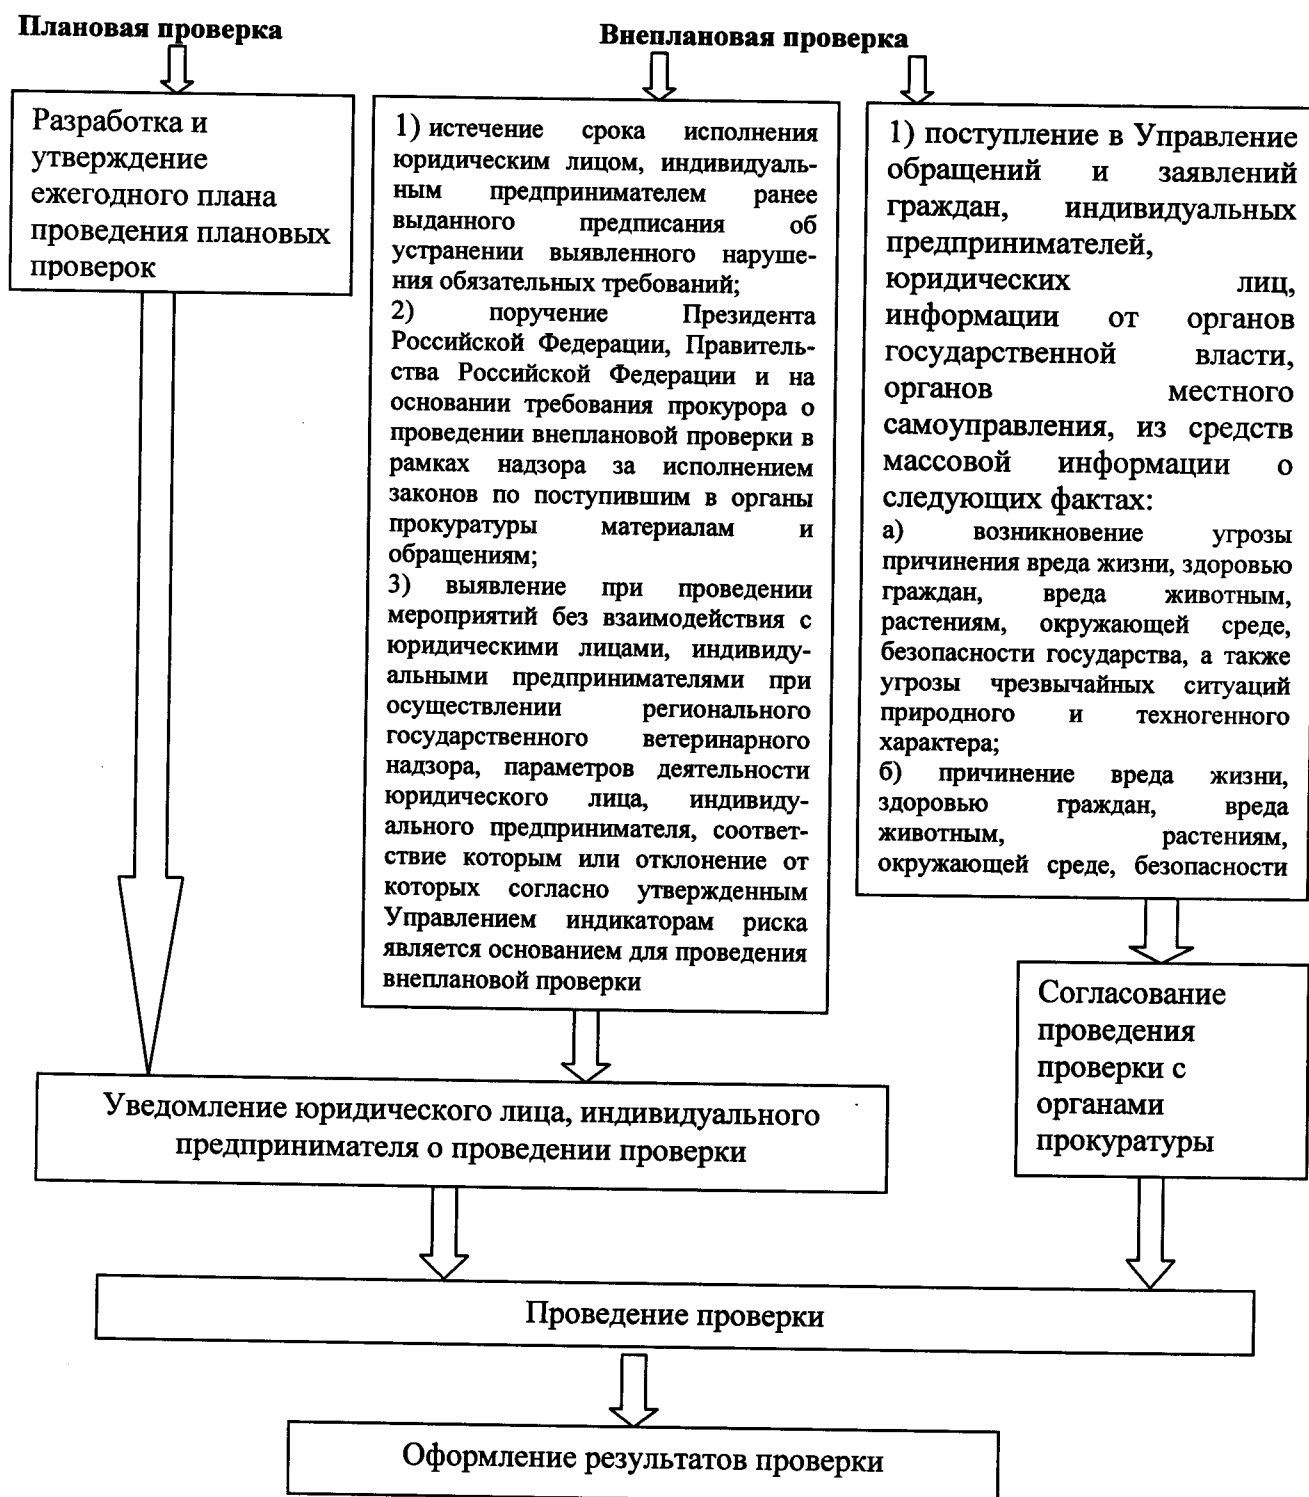 Плановая проверка
Внеплановая проверка
Разработка и
утверждение
ежегодного плана
проведения плановых
проверок
1) истечение срока исполнения
юридическим лицом, индивидуаль-
ным предпринимателем ранее
выданного предписания об
устранении выявленного наруше-
ния обязательных требований;
2) поручение Президента
Российской Федерации, Правитель-
ства Российской Федерации и на
основании требования прокурора о
проведении внеплановой проверки в
рамках надзора за исполнением
законов по поступившим в органы
прокуратуры материалам и
обращениям;
3) выявление при проведении
мероприятий без взаимодействия с
юридическими лицами, индивиду-
альными предпринимателями при
осуществлении регионального
государственного ветеринарного
надзора, параметров деятельности
юридического лица, индивиду-
ального предпринимателя, соответ-
ствие которым или отклонение от
которых согласно утвержденным
Управлением индикаторам риска
является основанием для проведения
внеплановой проверки
1) поступление в Управление
обращений и заявлений
граждан, индивидуальных
предпринимателей,
юридических лиц,
информации от органов
государственной власти,
органов местного
самоуправления, из средств
массовой информации о
следующих фактах:
а) возникновение угрозы
причинения вреда жизни, здоровью
граждан, вреда животным,
растениям, окружающей среде,
безопасности государства, а также
угрозы чрезвычайных ситуаций
природного и техногенного
характера;
б) причинение вреда жизни,
здоровью граждан, вреда
животным, растениям,
окружающей среде, безопасности
Согласование
проведения
проверки с
органами
прокуратуры
Уведомление юридического лица, индивидуального
предпринимателя о проведении проверки
Проведение проверки
Оформление результатов проверки